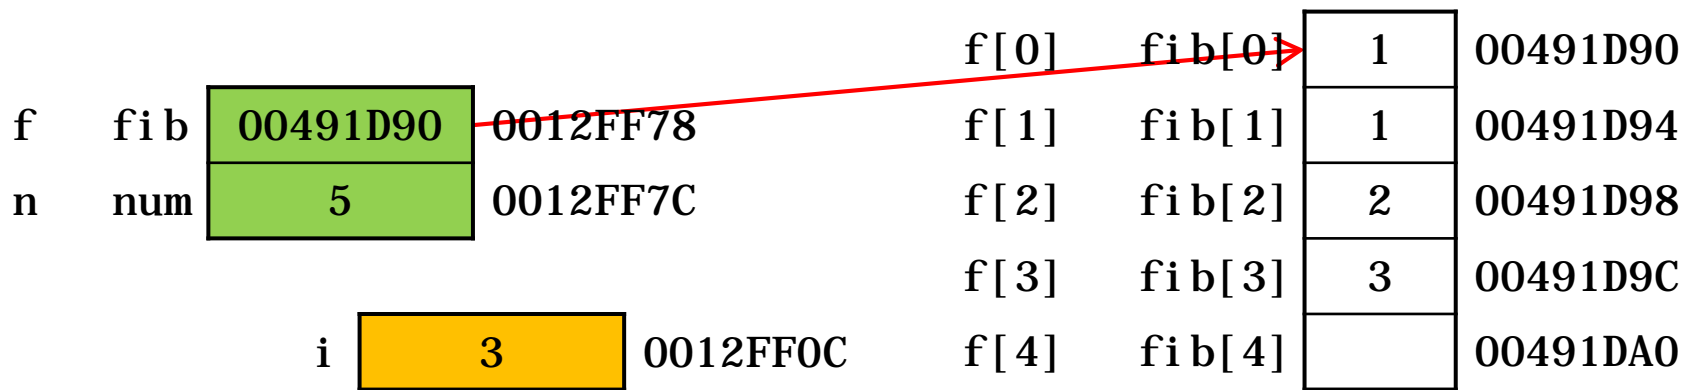 f[0] fib[0] 1 00491D90
f fib 00491D90 0012FF78 f[1] fib[1] 1 00491D94
n num 5 0012FF7C f[2] fib[2] 2 00491D98
f[3] fib[3] 3 00491D9C
i 3 0012FF0C f[4] fib[4] 00491DA0